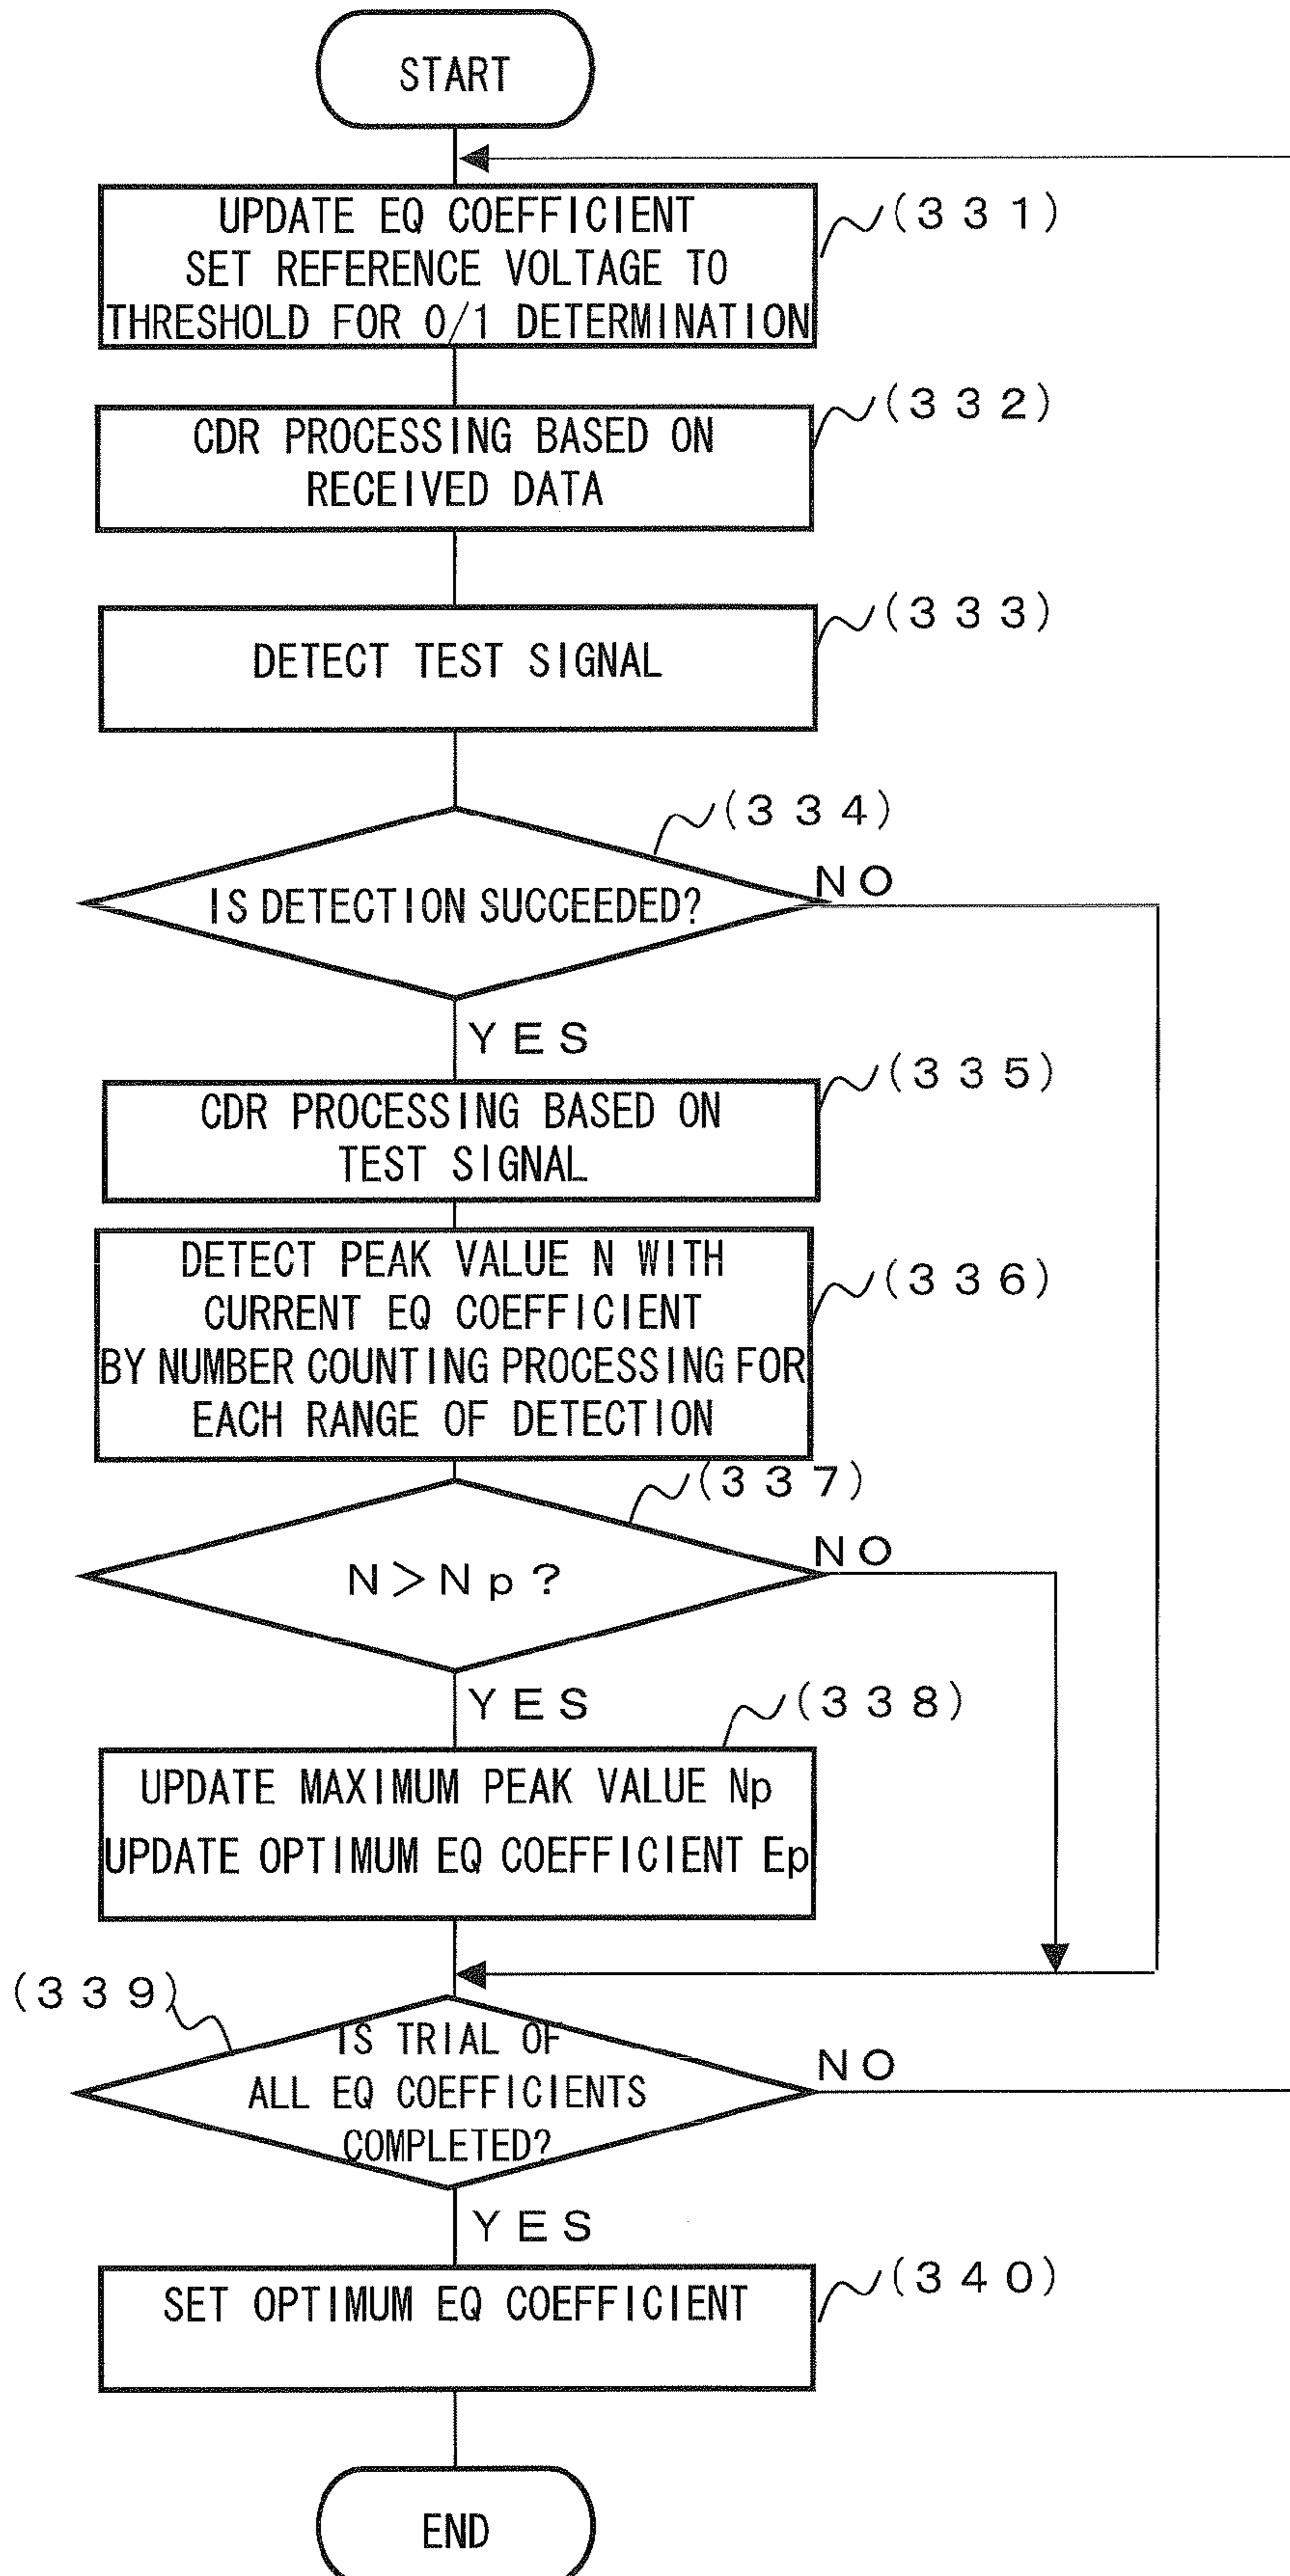 START
UPDATE EQ COEFFICIENT
SET REFERENCE VOLTAGE TO
THRESHOLD FOR 0/1 DETERMINATION
(331)
CDR PROCESSING BASED ON
RECEIVED DATA
(332)
DETECT TEST SIGNAL
(333)
(334)
IS DETECTION SUCCEEDED?
NO
YES
CDR PROCESSING BASED ON
TEST SIGNAL
(335)
DETECT PEAK VALUE N WITH
CURRENT EQ COEFFICIENT
BY NUMBER COUNTING PROCESSING FOR
EACH RANGE OF DETECTION
(336)
(337)
N>Np?
NO
YES
(338)
UPDATE MAXIMUM PEAK VALUE Np
UPDATE OPTIMUM EQ COEFFICIENT Ep
(339)
IS TRIAL OF
ALL EQ COEFFICIENTS
COMPLETED?
NO
YES
SET OPTIMUM EQ COEFFICIENT
(340)
END